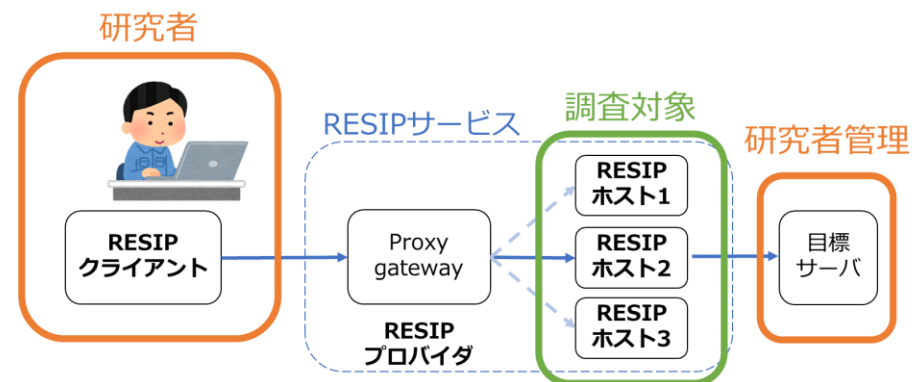 研究者
RESIP
クライアント
RESIPサービス
Proxy
gateway
RESIP
プロバイダ
調査対象
RESIP
ホスト1
RESIP
ホスト2
RESIP
ホスト3
研究者管理
目標
サーバ